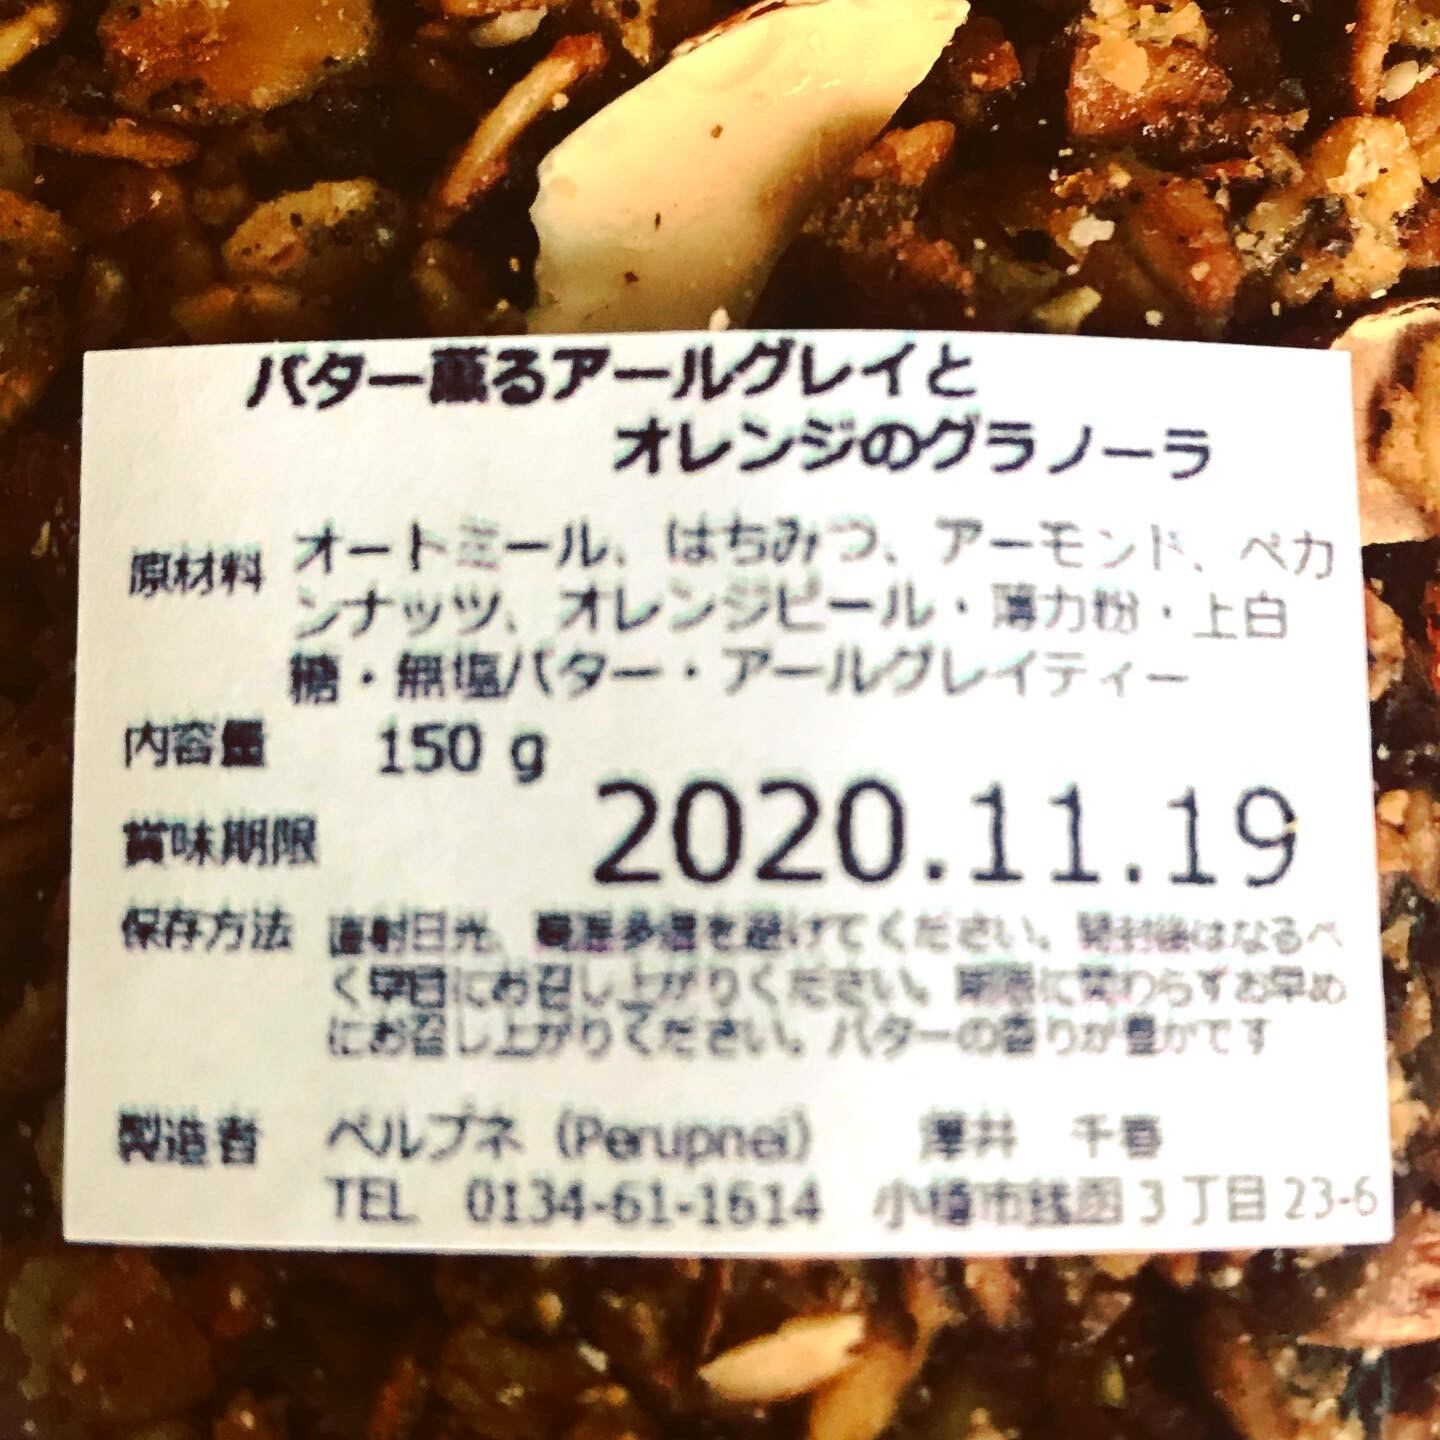 バター薫るアールグレイと
オレンジのグラノーラ
原材料 オートミール、はちみつ、アーモンド、ペカ
ンナッツ、オレンジピール・薄力粉・上白
糖・無塩バター・アールグレイティー
内容量 150 g
賞味期限 2020.11.19
保存方法 直射日光、高温多湿を避けてください。開封後はなるべ
く早目にお召し上がりください。期限に関わらずお早め
にお召し上がりください。バターの香りが豊かです
製造者 ペルプネ（Perupnei） 澤井 千春
TEL 0134-61-1614 小樽市銭函3丁目23-6